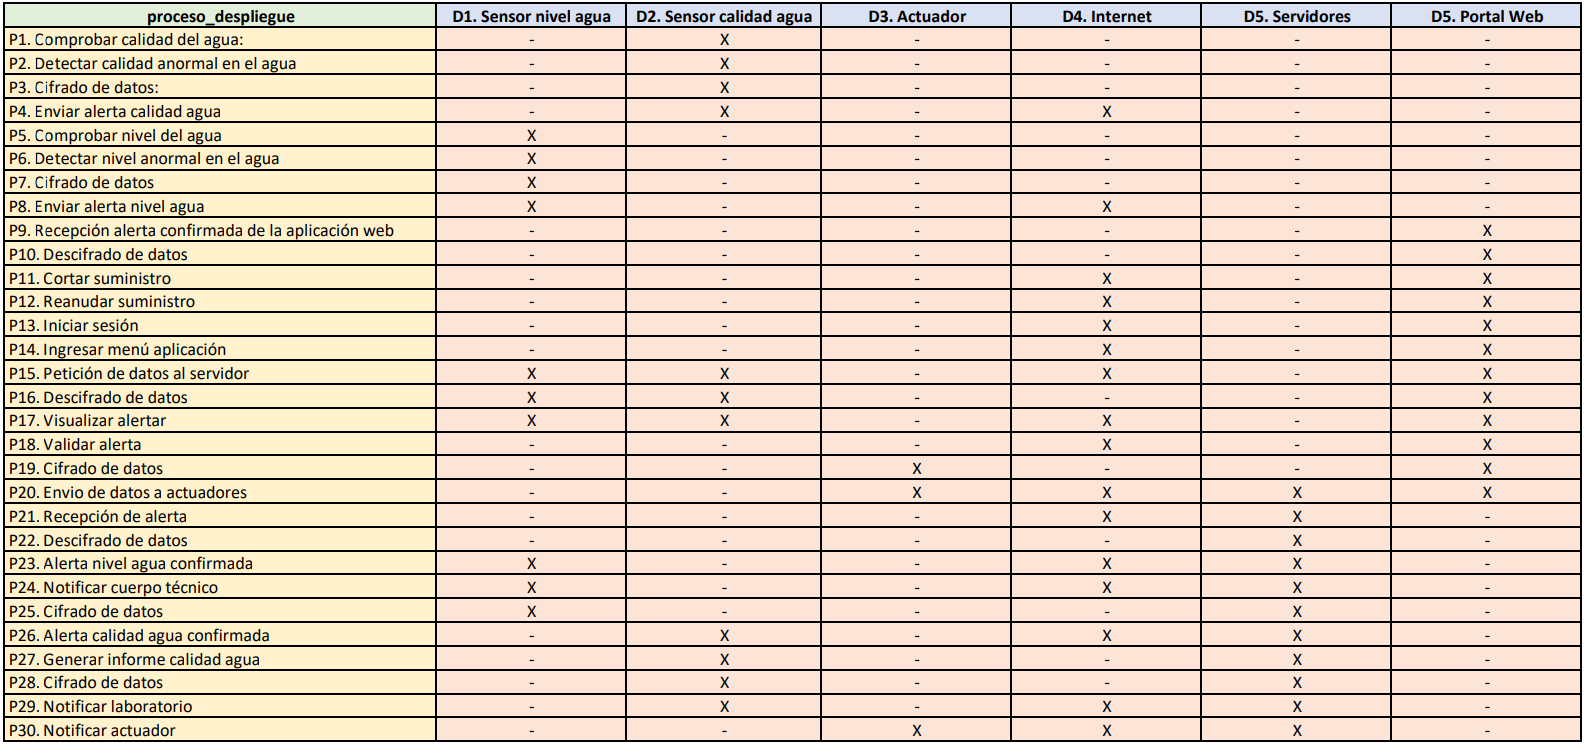 proceso_despliegue D1. Sensor nivel agua D2. Sensor calidad agua D3. Actuador D4. Internet D5. Servidores D5. Portal Web
P1. Comprobar calidad del agua: - X - - - -
P2. Detectar calidad anormal en el agua - X - - - -
P3. Cifrado de datos: - X - - - -
P4. Enviar alerta calidad agua - X - X - -
P5. Comprobar nivel del agua X - - - - -
P6. Detectar nivel anormal en el agua X - - - - -
P7. Cifrado de datos X - - - - -
P8. Enviar alerta nivel agua X - - X - -
P9. Recepción alerta confirmada de la aplicación web - - - - - X
P10. Descifrado de datos - - - - - X
P11. Cortar suministro - - - X - X
P12. Reanudar suministro - - - X - X
P13. Iniciar sesión - - - X - X
P14. Ingresar menú aplicación - - - X - X
P15. Petición de datos al servidor X X - X - X
P16. Descifrado de datos X X - - - X
P17. Visualizar alertar X X - X - X
P18. Validar alerta - - - X - X
P19. Cifrado de datos - - X - - X
P20. Envio de datos a actuadores - - X X X X
P21. Recepción de alerta - - - X X -
P22. Descifrado de datos - - - - X -
P23. Alerta nivel agua confirmada X - - X X -
P24. Notificar cuerpo técnico X - - X X -
P25. Cifrado de datos X - - - X -
P26. Alerta calidad agua confirmada - X - X X -
P27. Generar informe calidad agua - X - - X -
P28. Cifrado de datos - X - - X -
P29. Notificar laboratorio - X - X X -
P30. Notificar actuador - - X X X -